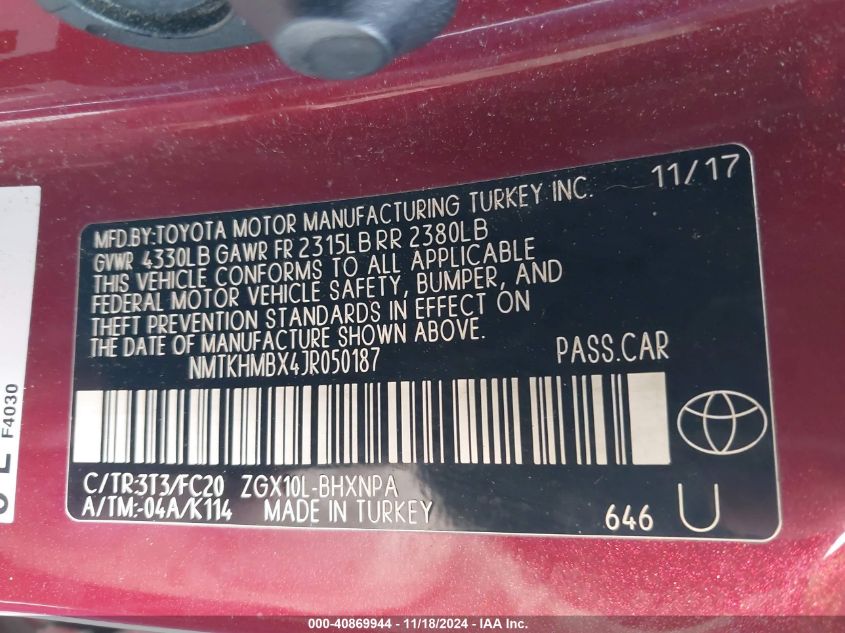 11/17
MFD.BY:TOYOTA MOTOR MANUFACTURING TURKEY INC.
GVWR 4330LB GAWR FR 2315LB RR 2380LB
THIS VEHICLE CONFORMS TO ALL APPLICABLE
FEDERAL MOTOR VEHICLE SAFETY, BUMPER, AND
THEFT PREVENTION STANDARDS IN EFFECT ON
THE DATE OF MANUFACTURE SHOWN ABOVE.
NMTKHMBX4JR050187 PASS.CAR
C/TR:3T3/FC20 ZGX10L-BHXNPA
A/TM:-04A/K114 MADE IN TURKEY
646 U
F4030
000-40869944 - 11/18/2024 - IAA Inc.